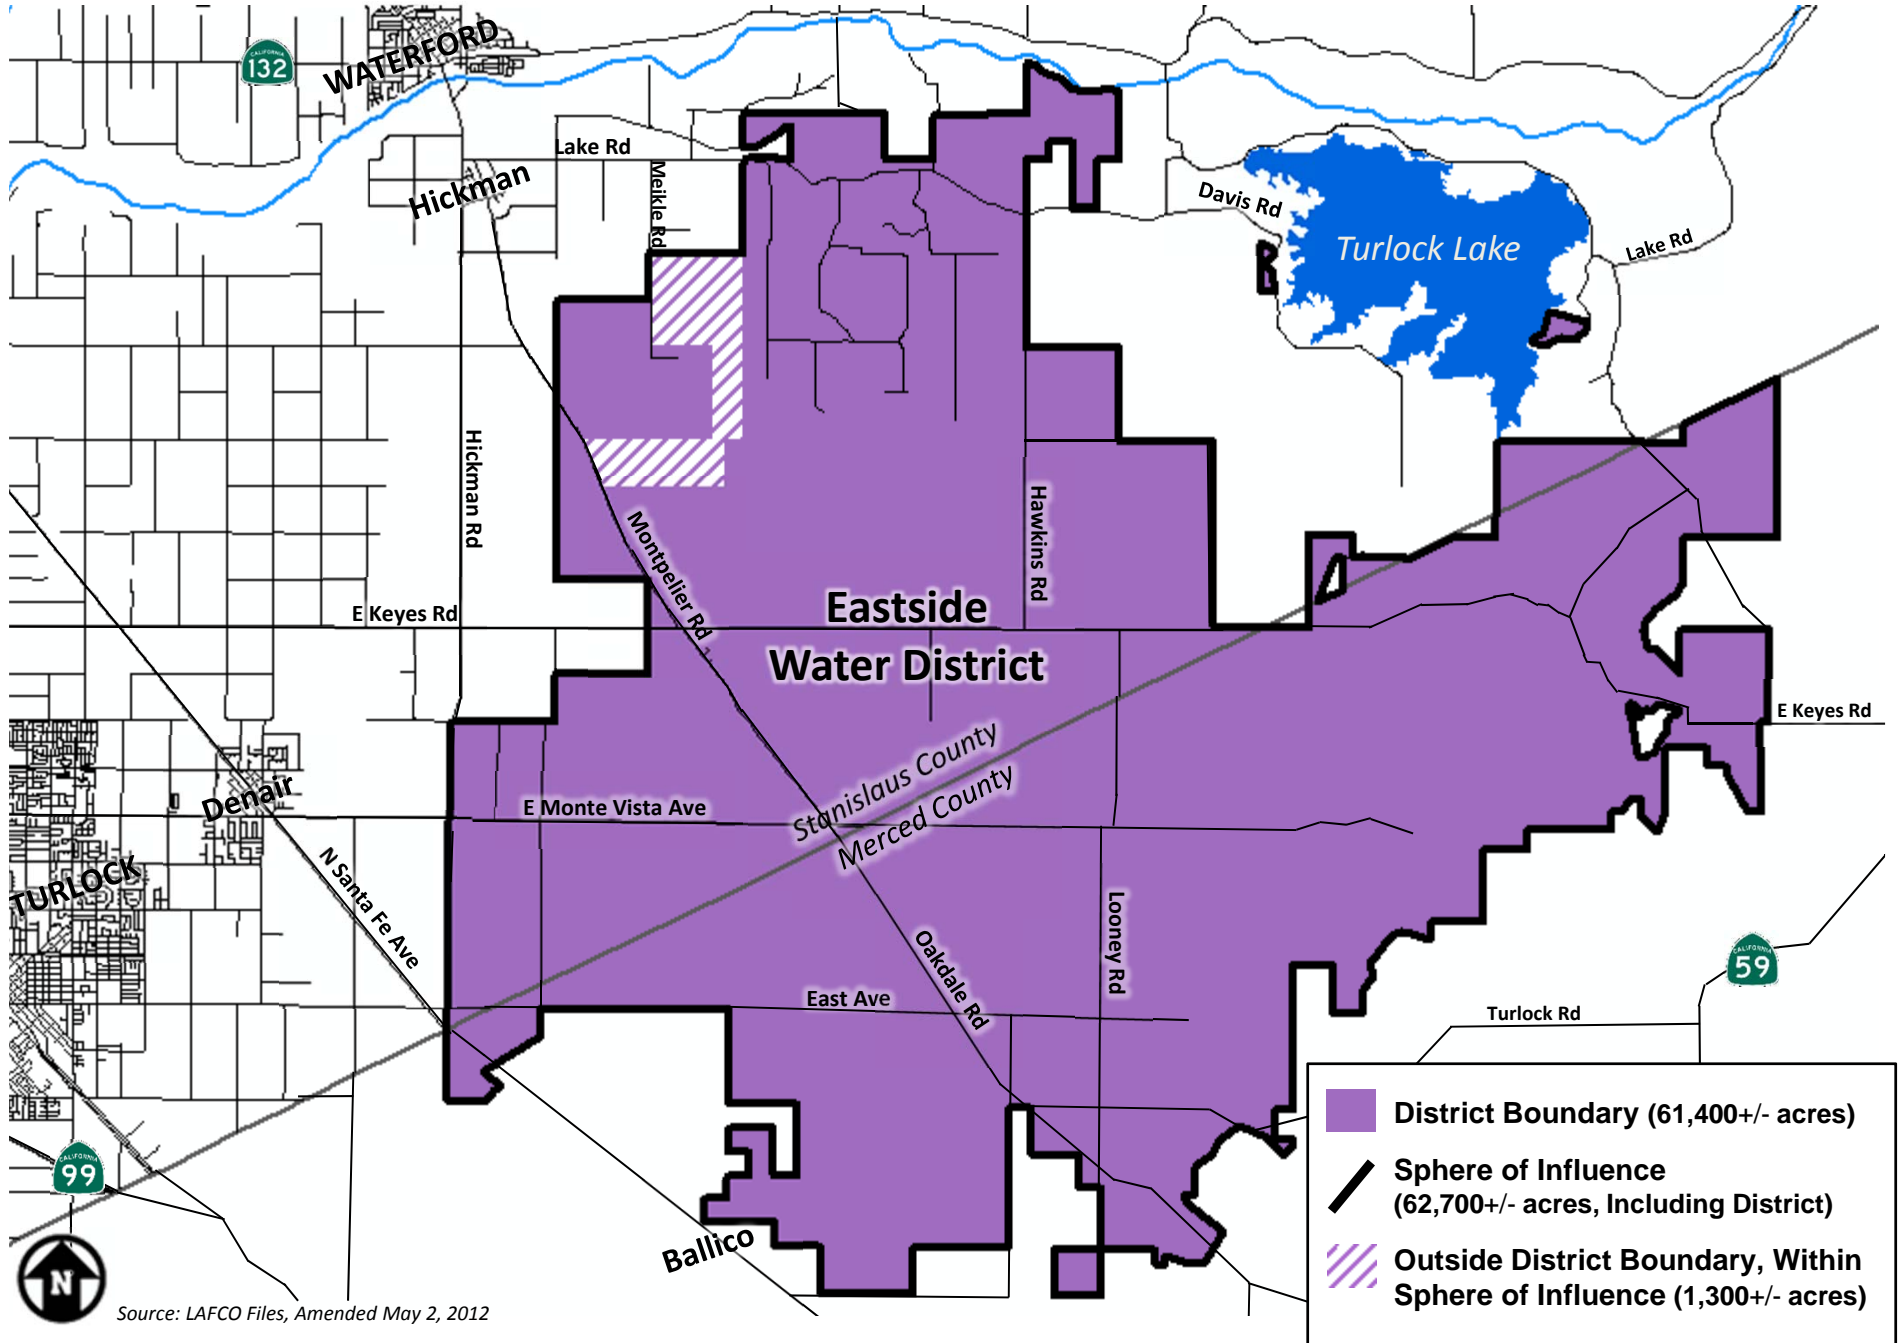 CALIFORNIA
132
WATERFORD
Lake Rd
Hickman
Meikle Rd
Davis Rd
Turlock Lake
Lake Rd
Hickman Rd
Hawkins Rd
Montpelier Rd
E Keyes Rd
Eastside
Water District
E Keyes Rd
Stanislaus County
Merced County
Denair
E Monte Vista Ave
TURLOCK
N Santa Fe Ave
Looney Rd
Oakdale Rd
CALIFORNIA
59
East Ave
Turlock Rd
CALIFORNIA
99
Ballico
District Boundary (61,400+/- acres)
Sphere of Influence
(62,700+/- acres, Including District)
Outside District Boundary, Within
Sphere of Influence (1,300+/- acres)
N
Source: LAFCO Files, Amended May 2, 2012